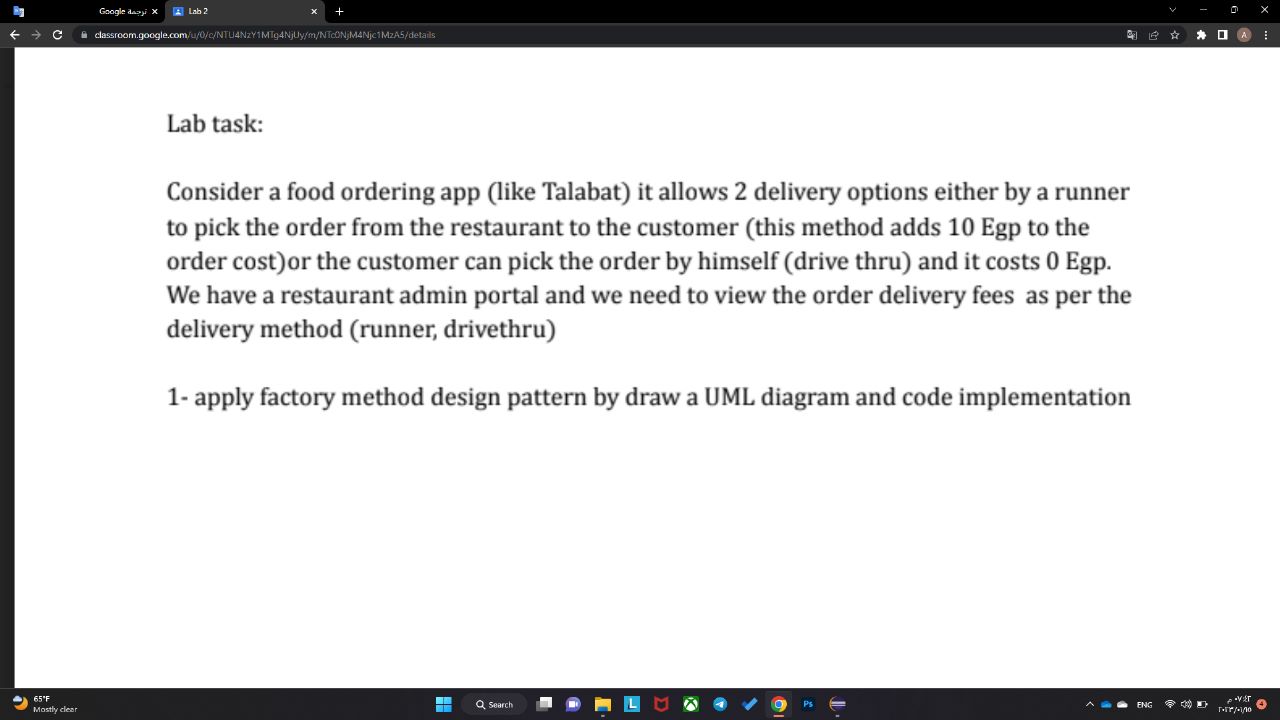 Google ترجمة
Lab 2
classroom.google.com/u/0/c/NTU4NzY1MTg4NjUy/m/NTc0NjM4Njc1MzA5/details
A
Lab task:
Consider a food ordering app (like Talabat) it allows 2 delivery options either by a runner
to pick the order from the restaurant to the customer (this method adds 10 Egp to the
order cost)or the customer can pick the order by himself (drive thru) and it costs 0 Egp.
We have a restaurant admin portal and we need to view the order delivery fees as per the
delivery method (runner, drivethru)
1- apply factory method design pattern by draw a UML diagram and code implementation
65°F
Mostly clear
Search
L
Ps
ENG
4